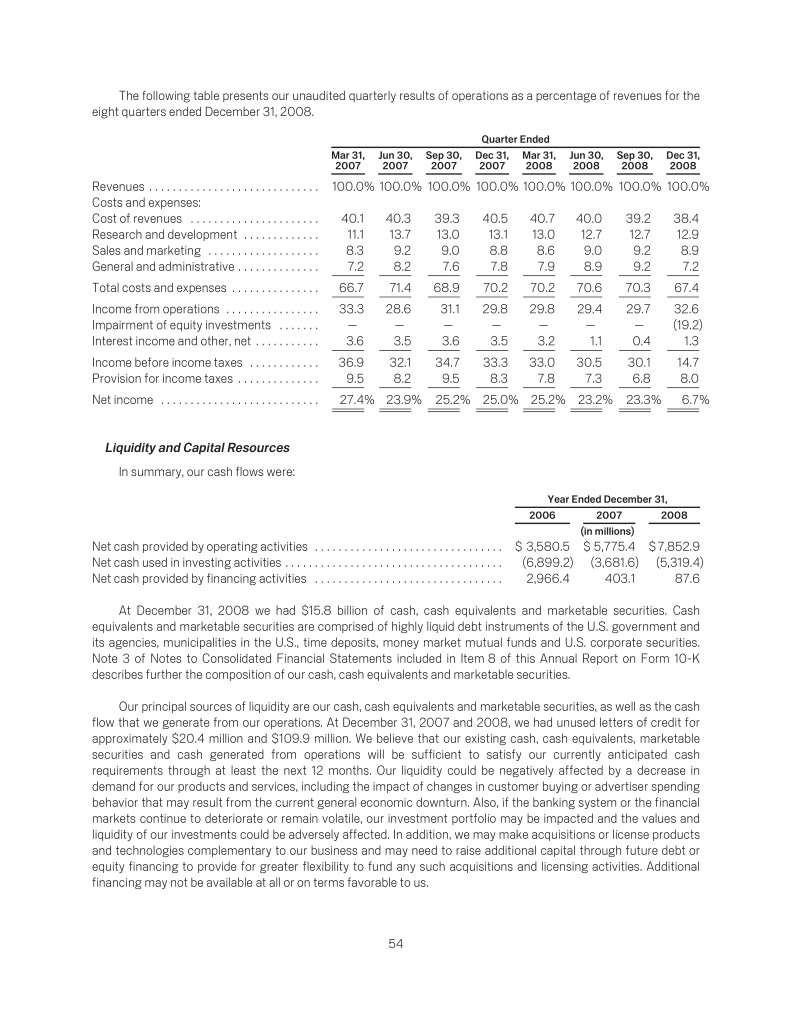 The following table presents our unaudited quarterly results of operations as a percentage of revenues for the
eight quarters ended December 31, 2008.
Quarter Ended
Mar 31, 2007 Jun 30, 2007 Sep 30, 2007 Dec 31, 2007 Mar 31, 2008 Jun 30, 2008 Sep 30, 2008 Dec 31, 2008
Revenues ............................. 100.0% 100.0% 100.0% 100.0% 100.0% 100.0% 100.0% 100.0%
Costs and expenses:
Cost of revenues ...................... 40.1 40.3 39.3 40.5 40.7 40.0 39.2 38.4
Research and development ............. 11.1 13.7 13.0 13.1 13.0 12.7 12.7 12.9
Sales and marketing ................... 8.3 9.2 9.0 8.8 8.6 9.0 9.2 8.9
General and administrative .............. 7.2 8.2 7.6 7.8 7.9 8.9 9.2 7.2
Total costs and expenses ............... 66.7 71.4 68.9 70.2 70.2 70.6 70.3 67.4
Income from operations ................ 33.3 28.6 31.1 29.8 29.8 29.4 29.7 32.6
Impairment of equity investments ....... — — — — — — — (19.2)
Interest income and other, net ........... 3.6 3.5 3.6 3.5 3.2 1.1 0.4 1.3
Income before income taxes ............ 36.9 32.1 34.7 33.3 33.0 30.5 30.1 14.7
Provision for income taxes .............. 9.5 8.2 9.5 8.3 7.8 7.3 6.8 8.0
Net income ........................... 27.4% 23.9% 25.2% 25.0% 25.2% 23.2% 23.3% 6.7%
Liquidity and Capital Resources
In summary, our cash flows were:
Year Ended December 31,
2006 2007 2008
(in millions)
Net cash provided by operating activities ................................ $ 3,580.5 $ 5,775.4 $7,852.9
Net cash used in investing activities ..................................... (6,899.2) (3,681.6) (5,319.4)
Net cash provided by financing activities ................................ 2,966.4 403.1 87.6
At December 31, 2008 we had $15.8 billion of cash, cash equivalents and marketable securities. Cash
equivalents and marketable securities are comprised of highly liquid debt instruments of the U.S. government and
its agencies, municipalities in the U.S., time deposits, money market mutual funds and U.S. corporate securities.
Note 3 of Notes to Consolidated Financial Statements included in Item 8 of this Annual Report on Form 10-K
describes further the composition of our cash, cash equivalents and marketable securities.
Our principal sources of liquidity are our cash, cash equivalents and marketable securities, as well as the cash
flow that we generate from our operations. At December 31, 2007 and 2008, we had unused letters of credit for
approximately $20.4 million and $109.9 million. We believe that our existing cash, cash equivalents, marketable
securities and cash generated from operations will be sufficient to satisfy our currently anticipated cash
requirements through at least the next 12 months. Our liquidity could be negatively affected by a decrease in
demand for our products and services, including the impact of changes in customer buying or advertiser spending
behavior that may result from the current general economic downturn. Also, if the banking system or the financial
markets continue to deteriorate or remain volatile, our investment portfolio may be impacted and the values and
liquidity of our investments could be adversely affected. In addition, we may make acquisitions or license products
and technologies complementary to our business and may need to raise additional capital through future debt or
equity financing to provide for greater flexibility to fund any such acquisitions and licensing activities. Additional
financing may not be available at all or on terms favorable to us.
54